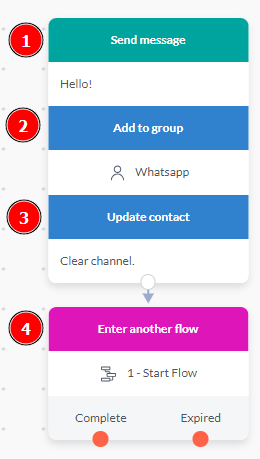 1
Send message
Hello!
2
Add to group
Whatsapp
3
Update contact
Clear channel.
4
Enter another flow
1 - Start Flow
Complete Expired